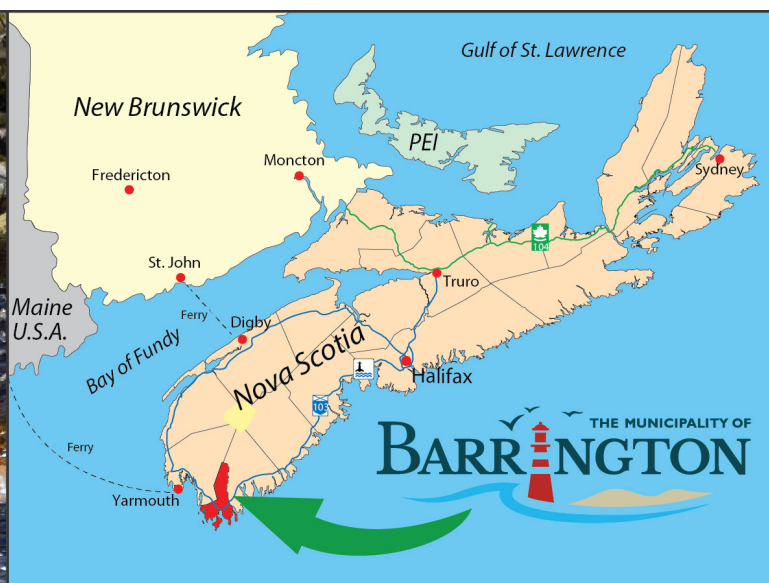 Gulf of St. Lawrence
New Brunswick
PEI
Moncton
Fredericton
Sydney
104
St. John
Truro
Maine
U.S.A.
Ferry
Digby
Bay of Fundy
Nova Scotia
Halifax
103
THE MUNICIPALITY OF
BARRINGTON
Ferry
Yarmouth